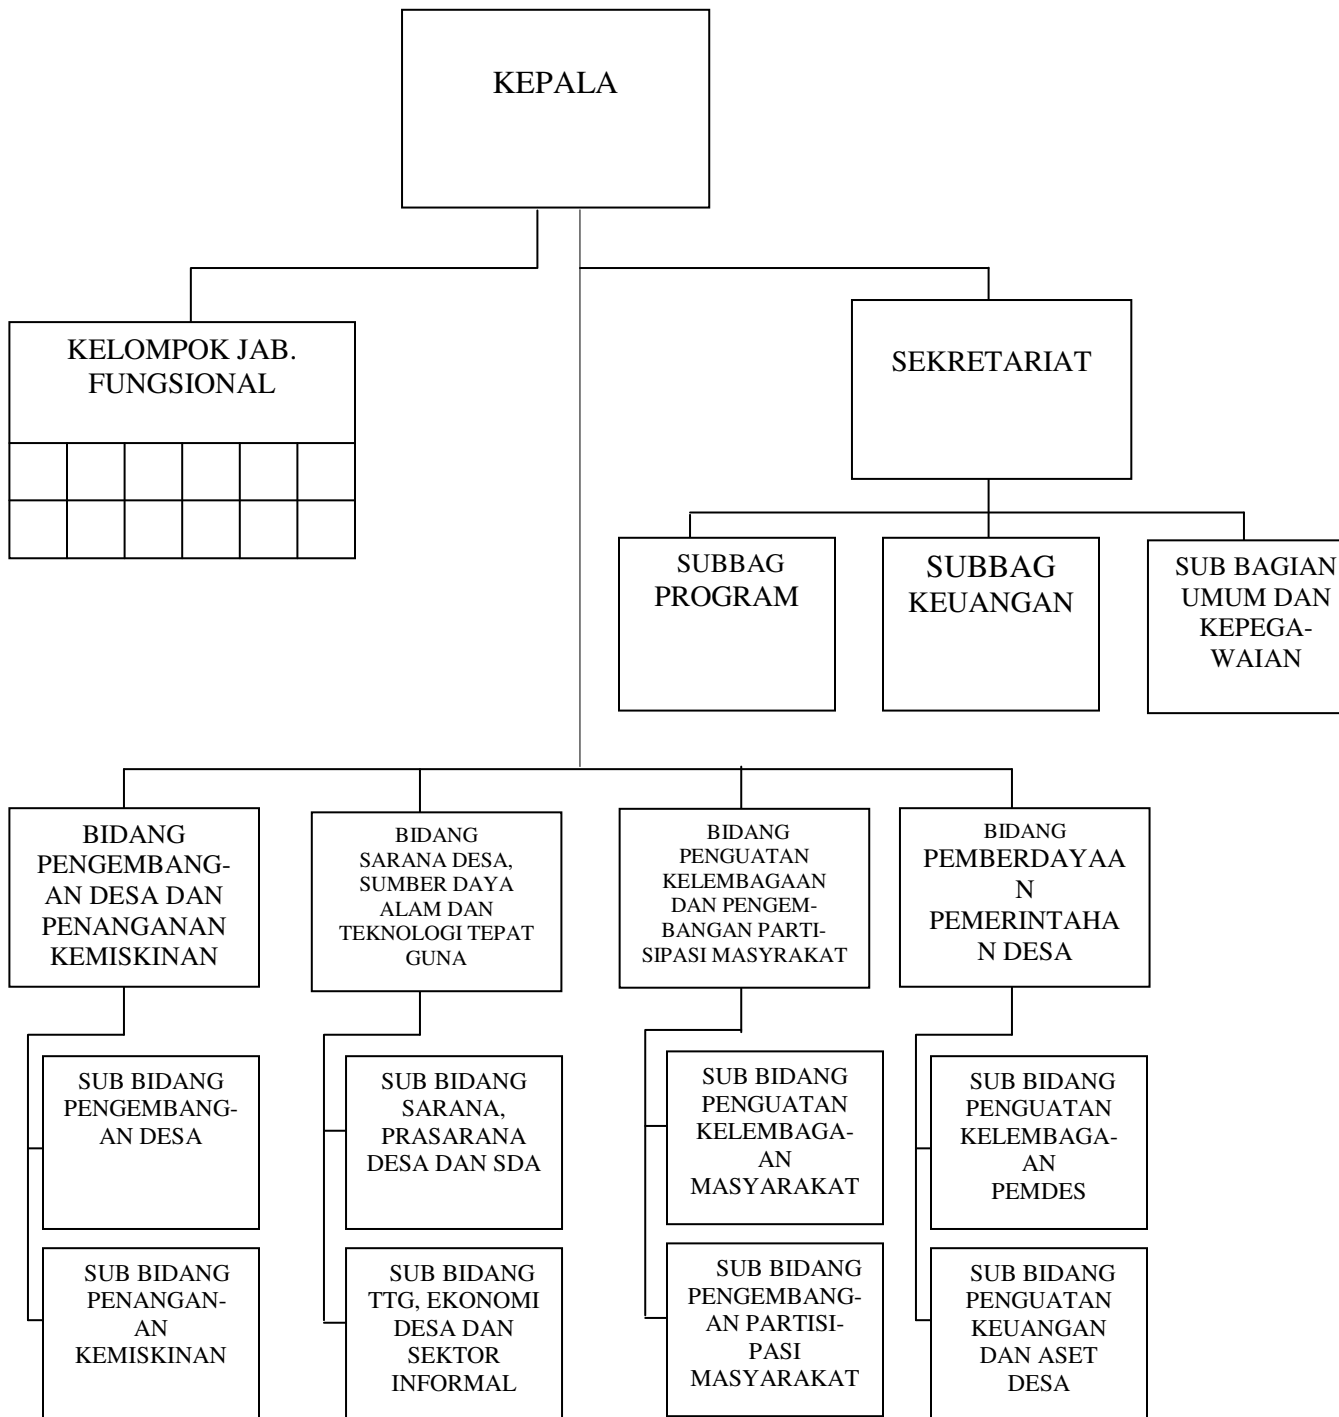 KEPALA
KELOMPOK JAB.
FUNGSIONAL
SEKRETARIAT
SUBBAG
PROGRAM
SUBBAG
KEUANGAN
SUB BAGIAN
UMUM DAN
KEPEGA-
WAIAN
BIDANG
PENGEMBANG-
AN DESA DAN
PENANGANAN
KEMISKINAN
BIDANG
SARANA DESA,
SUMBER DAYA
ALAM DAN
TEKNOLOGI TEPAT
GUNA
BIDANG
PENGUATAN
KELEMBAGAAN
DAN PENGEM-
BANGAN PARTI-
SIPASI MASYRAKAT
BIDANG
PEMBERDAYAA
N
PEMERINTAHA
N DESA
SUB BIDANG
PENGEMBANG-
AN DESA
SUB BIDANG
SARANA,
PRASARANA
DESA DAN SDA
SUB BIDANG
PENGUATAN
KELEMBAGA-
AN
MASYARAKAT
SUB BIDANG
PENGUATAN
KELEMBAGA-
AN
PEMDES
SUB BIDANG
PENANGAN-
AN
KEMISKINAN
SUB BIDANG
TTG, EKONOMI
DESA DAN
SEKTOR
INFORMAL
SUB BIDANG
PENGEMBANG-
AN PARTISI-
PASI
MASYARAKAT
SUB BIDANG
PENGUATAN
KEUANGAN
DAN ASET
DESA